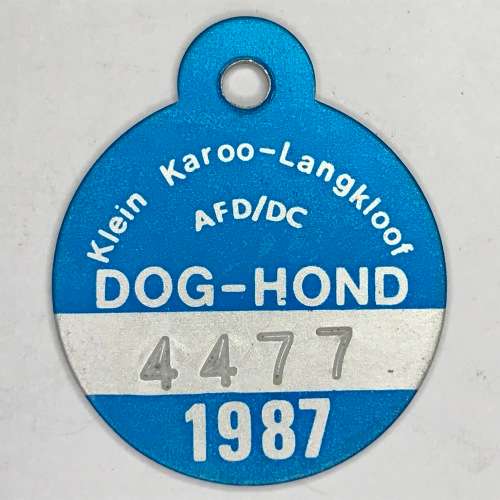 Klein Karoo-Langkloof
AFD/DC
DOG-HOND
4477
1987